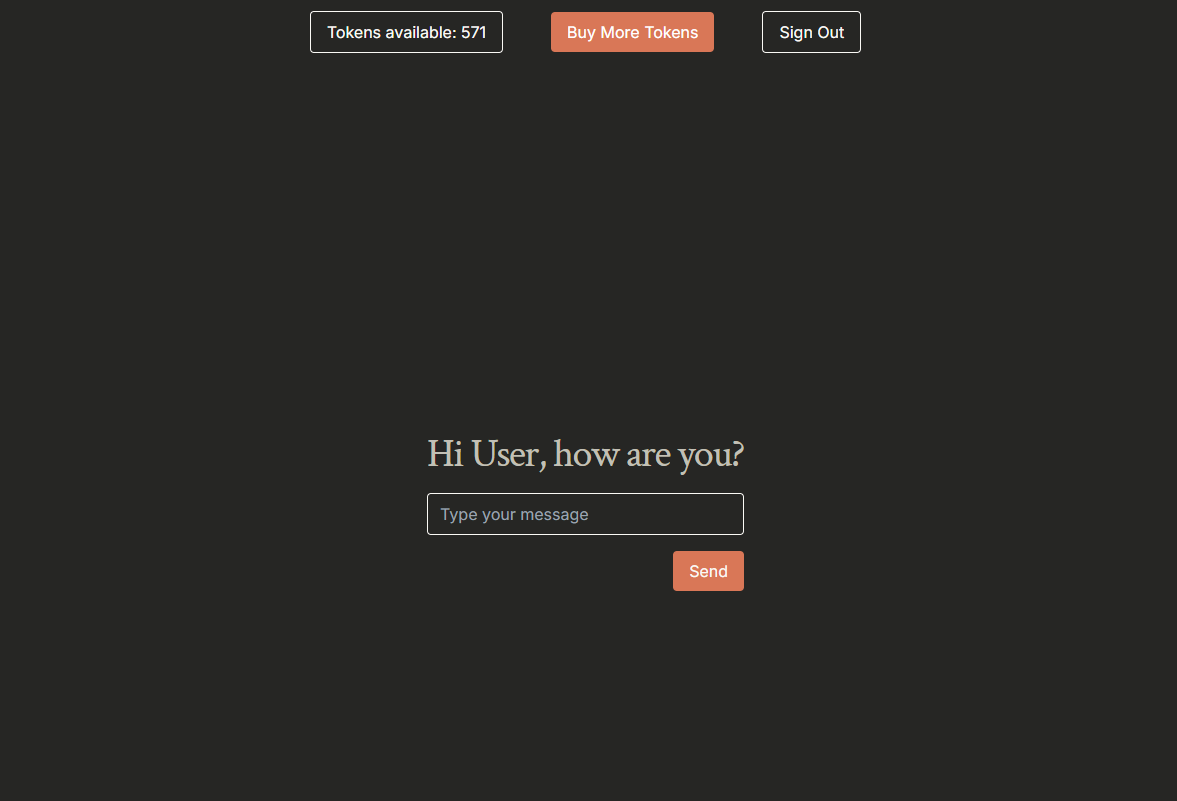 Tokens available: 571
Buy More Tokens
Sign Out
Hi User, how are you?
Type your message
Send